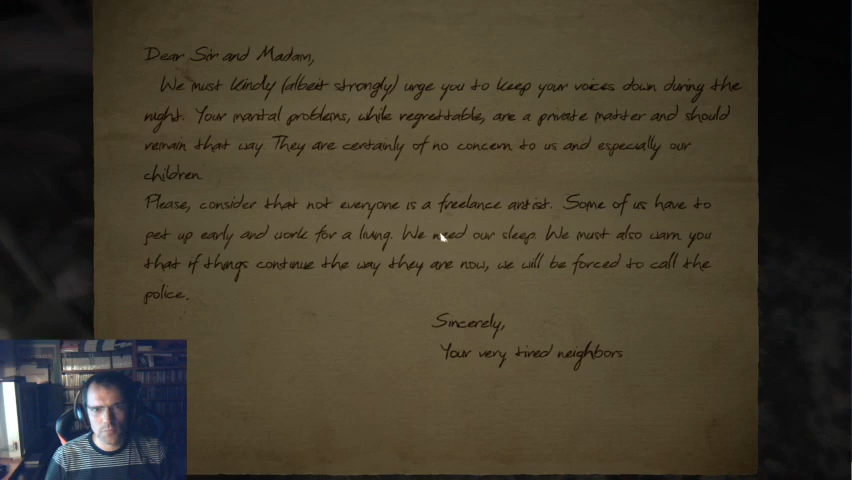 Dear Sir and Madam,
We must kindly (albeit strongly) urge you to keep your voices down during the
night. Your marital problems, while regrettable, are a private matter and should
remain that way. They are certainly of no concern to us and especially our
children.
Please, consider that not everyone is a freelance artist. Some of us have to
get up early and work for a living. We need our sleep. We must also warn you
that if things continue the way they are now, we will be forced to call the
police.
Sincerely,
Your very tired neighbors